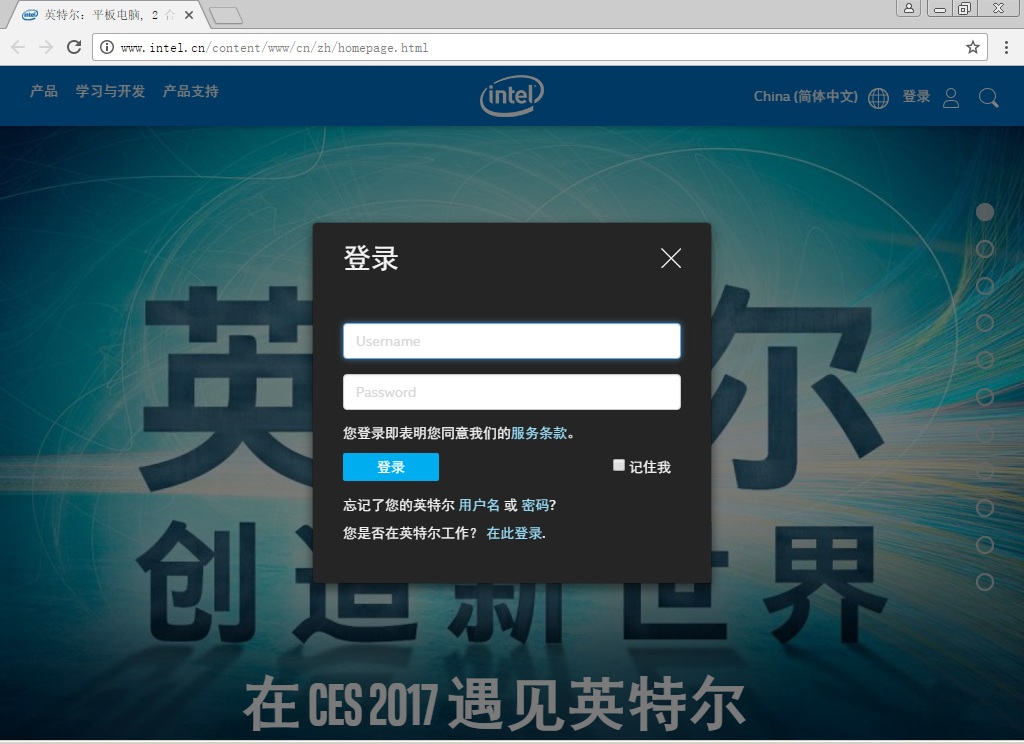 英特尔：平板电脑，2
www.intel.cn/content/www/cn/zh/homepage.html
产品 学习与开发 产品支持
intel
China (简体中文) 登录
登录
Username
Password
您登录即表明您同意我们的服务条款。
登录 记住我
忘记了您的英特尔 用户名 或 密码?
您是否在英特尔工作? 在此登录.
英 尔
创造新世界
在 CES 2017 遇见英特尔